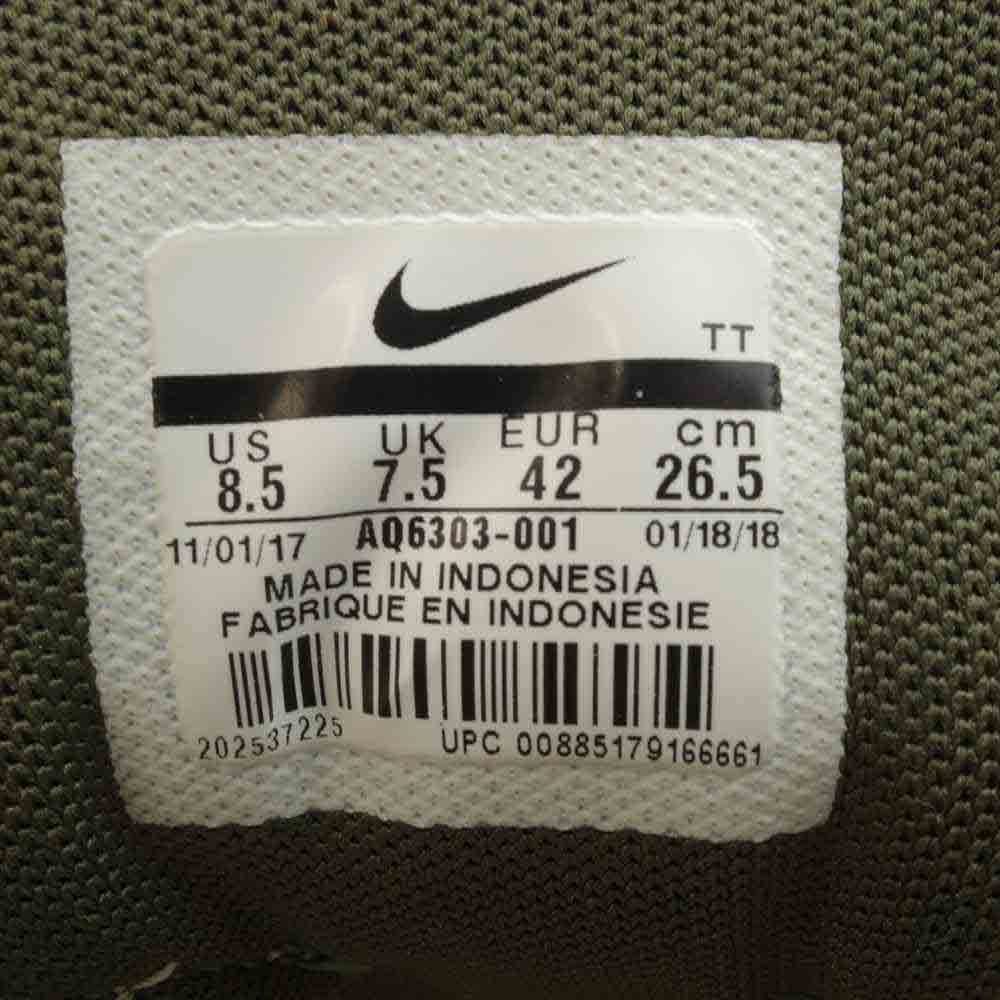 TT
US UK EUR cm
8.5 7.5 42 26.5
11/01/17 AQ6303-001 01/18/18
MADE IN INDONESIA
FABRIQUE EN INDONESIE
202537225 UPC 00885179166661